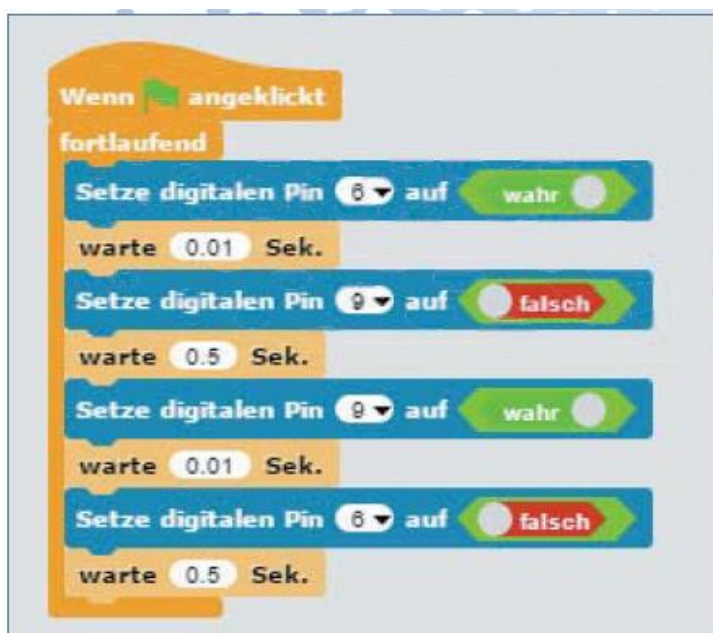 Wenn angeklickt
fortlaufend
Setze digitalen Pin 6 auf wahr
warte 0.01 Sek.
Setze digitalen Pin 9 auf falsch
warte 0.5 Sek.
Setze digitalen Pin 9 auf wahr
warte 0.01 Sek.
Setze digitalen Pin 6 auf falsch
warte 0.5 Sek.